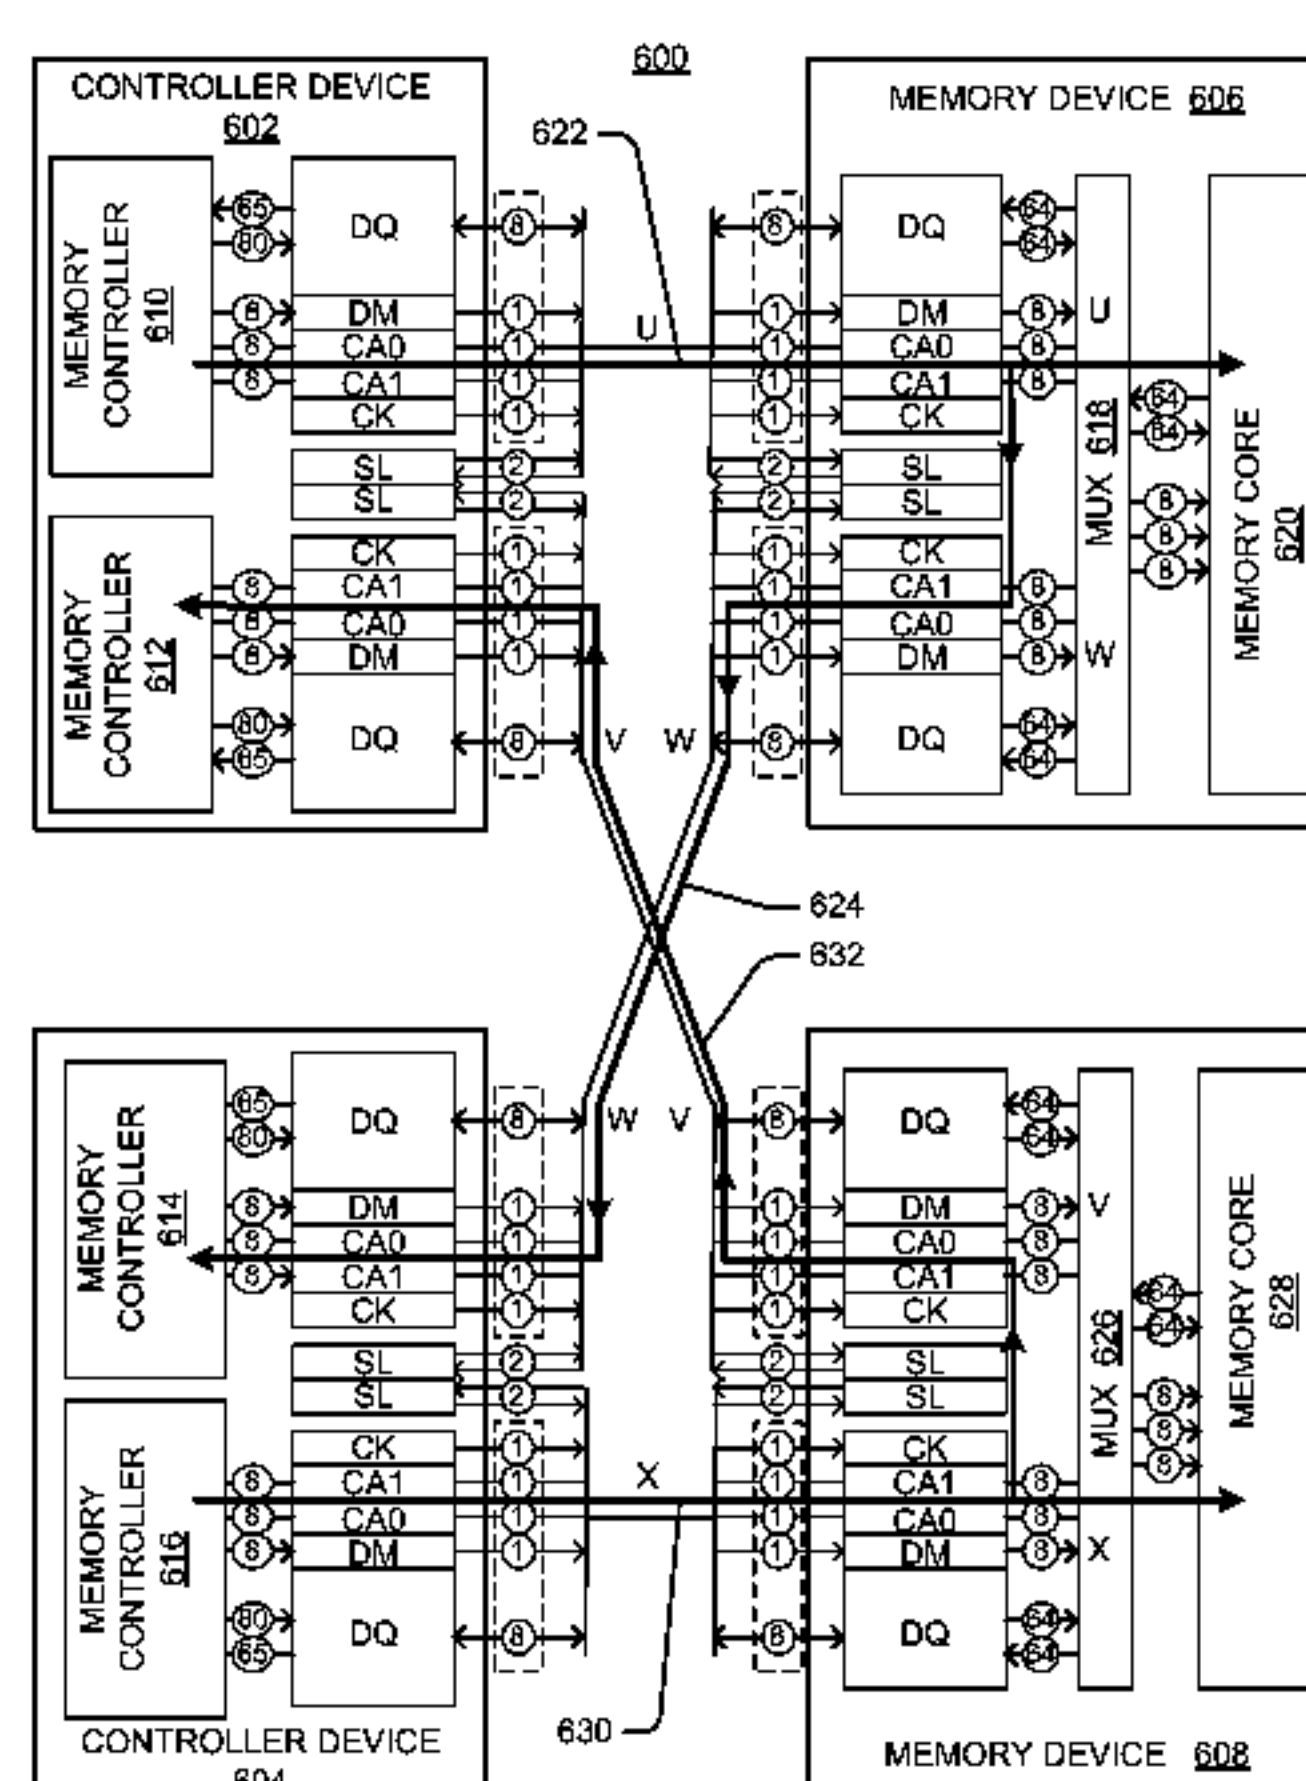 600
CONTROLLER DEVICE
602
MEMORY DEVICE 606
622
MEMORY CONTROLLER 610
65
80
8
8
8
DQ
DM
CA0
CA1
CK
SL
SL
8
1
1
1
1
2
2
U
8
1
1
1
1
2
2
DQ
DM
CA0
CA1
CK
SL
SL
64
64
8
8
8
U
MUX 618
W
64
64
8
8
8
MEMORY CORE 620
MEMORY CONTROLLER 612
8
8
8
80
65
CK
CA1
CA0
DM
DQ
1
1
1
1
8
V W
1
1
1
1
8
CK
CA1
CA0
DM
DQ
8
8
8
64
64
624
632
MEMORY CONTROLLER 614
65
80
8
8
8
DQ
DM
CA0
CA1
CK
SL
SL
8
1
1
1
1
2
2
W V
8
1
1
1
1
2
2
DQ
DM
CA0
CA1
CK
SL
SL
64
64
8
8
8
V
MUX 626
X
64
64
8
8
8
MEMORY CORE 628
MEMORY CONTROLLER 616
8
8
8
80
65
CK
CA1
CA0
DM
DQ
1
1
1
1
8
X
1
1
1
1
8
CK
CA1
CA0
DM
DQ
8
8
8
64
64
630
CONTROLLER DEVICE
604
MEMORY DEVICE 608